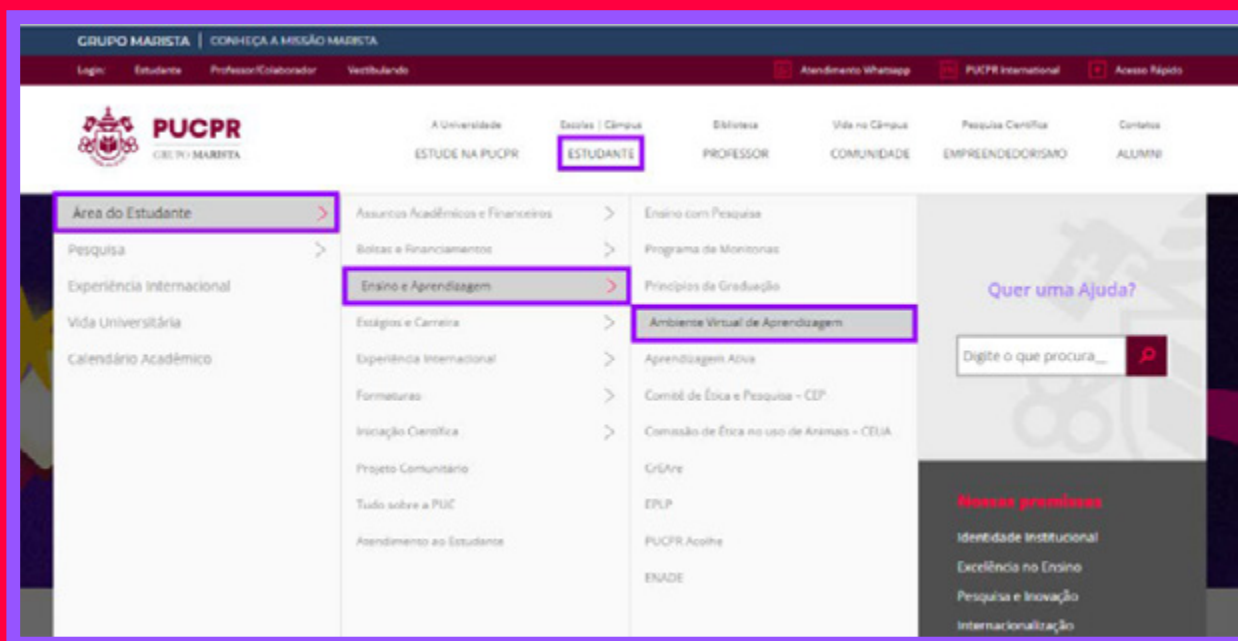 GRUPO MARISTA | CONHEÇA A MISSÃO MARISTA
Login: Estudante Professor/Colaborador Vestibulando Atendimento Whatsapp PUCPR International Acesso Rápido
PUCPR
GRUPO MARISTA
A Universidade Escolas | Câmpus Biblioteca Vida no Câmpus Pesquisa Científica Contatos
ESTUDE NA PUCPR ESTUDANTE PROFESSOR COMUNIDADE EMPREENDEDORISMO ALUMNI
Área do Estudante
Pesquisa
Experiência Internacional
Vida Universitária
Calendário Acadêmico
Assuntos Acadêmicos e Financeiros
Bolsas e Financiamentos
Ensino e Aprendizagem
Estágios e Carreira
Experiência Internacional
Formaturas
Iniciação Científica
Projeto Comunitário
Tudo sobre a PUC
Atendimento ao Estudante
Ensino com Pesquisa
Programa de Monitorias
Princípios da Graduação
Ambiente Virtual de Aprendizagem
Aprendizagem Ativa
Comitê de Ética e Pesquisa – CEP
Comissão de Ética no uso de Animais – CEUA
CrEAre
EPLP
PUCPR Acolhe
ENADE
Quer uma Ajuda?
Digite o que procura__
Nossas premissas
Identidade Institucional
Excelência no Ensino
Pesquisa e Inovação
Internacionalização